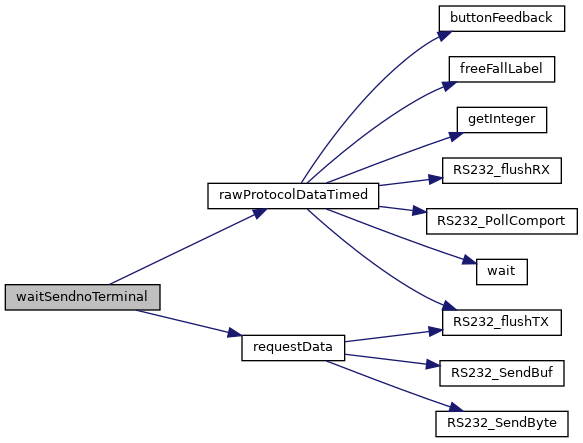 buttonFeedback
freeFallLabel
getInteger
RS232_flushRX
rawProtocolDataTimed
RS232_PollComport
wait
waitSendnoTerminal
RS232_flushTX
requestData
RS232_SendBuf
RS232_SendByte